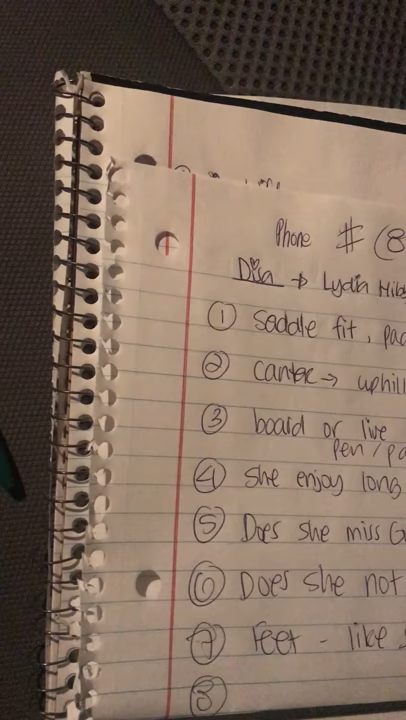 Phone # (8
Diva → Lydia
① Saddle fit, pad
② canter → uphill
③ board or live
pen / pa
④ she enjoy long
⑤ Does she miss G
⑥ Does she not
⑦ Feet - like
⑧